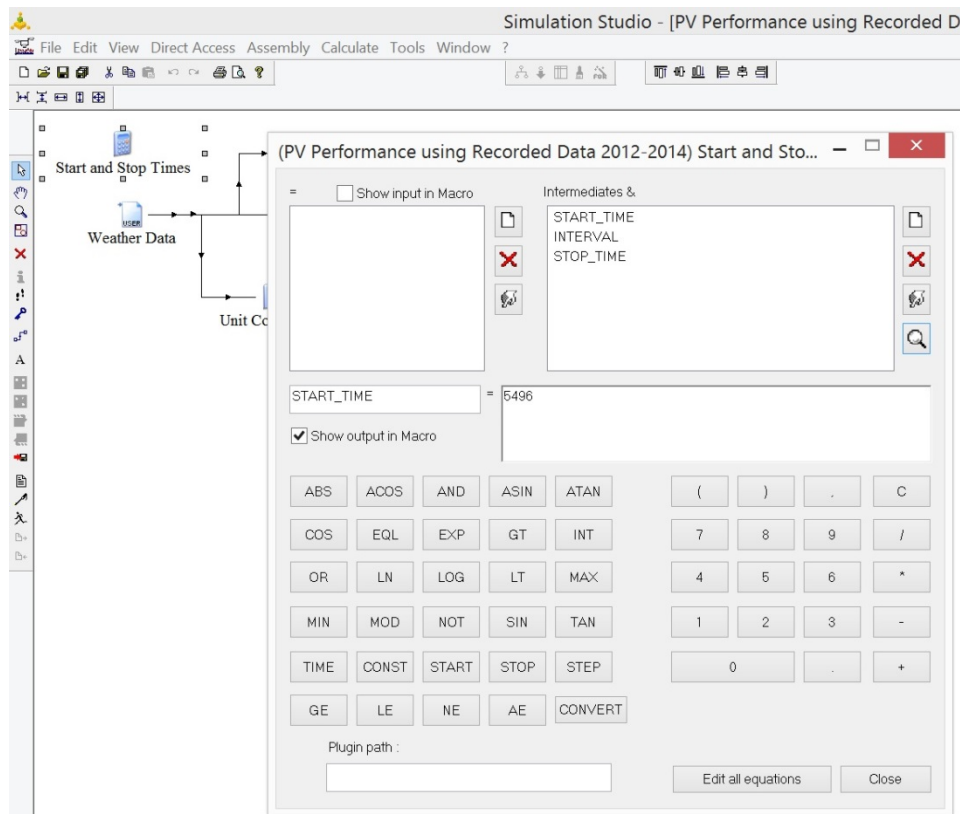 Simulation Studio - [PV Performance using Recorded D
File Edit View Direct Access Assembly Calculate Tools Window ?
Start and Stop Times
USER
Weather Data
Unit Co
(PV Performance using Recorded Data 2012-2014) Start and Sto...
= Show input in Macro Intermediates &
START_TIME
INTERVAL
STOP_TIME
START_TIME = 5496
Show output in Macro
ABS ACOS AND ASIN ATAN ( ) , C
COS EQL EXP GT INT 7 8 9 /
OR LN LOG LT MAX 4 5 6 *
MIN MOD NOT SIN TAN 1 2 3 -
TIME CONST START STOP STEP 0 . +
GE LE NE AE CONVERT
Plugin path :
Edit all equations Close
A